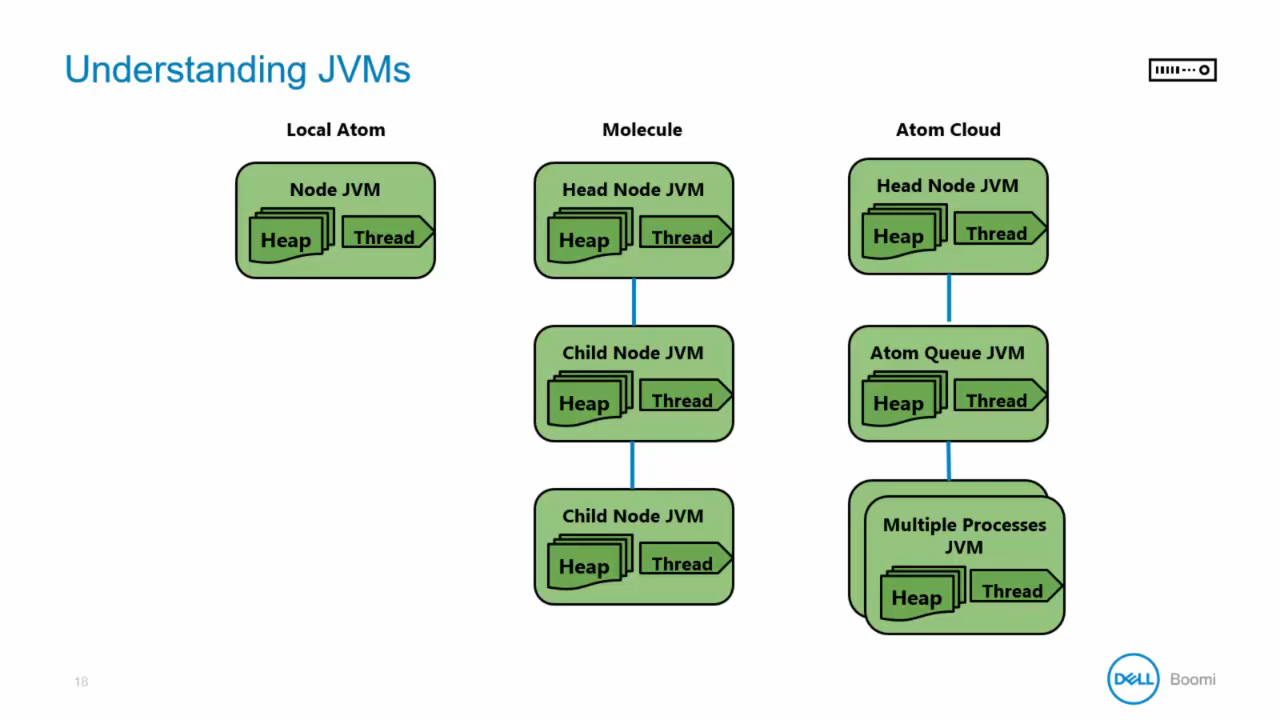 Understanding JVMs
Local Atom
Node JVM
Heap
Thread
Molecule
Head Node JVM
Heap
Thread
Child Node JVM
Heap
Thread
Child Node JVM
Heap
Thread
Atom Cloud
Head Node JVM
Heap
Thread
Atom Queue JVM
Heap
Thread
Multiple Processes
JVM
Heap
Thread
18
DELL
Boomi